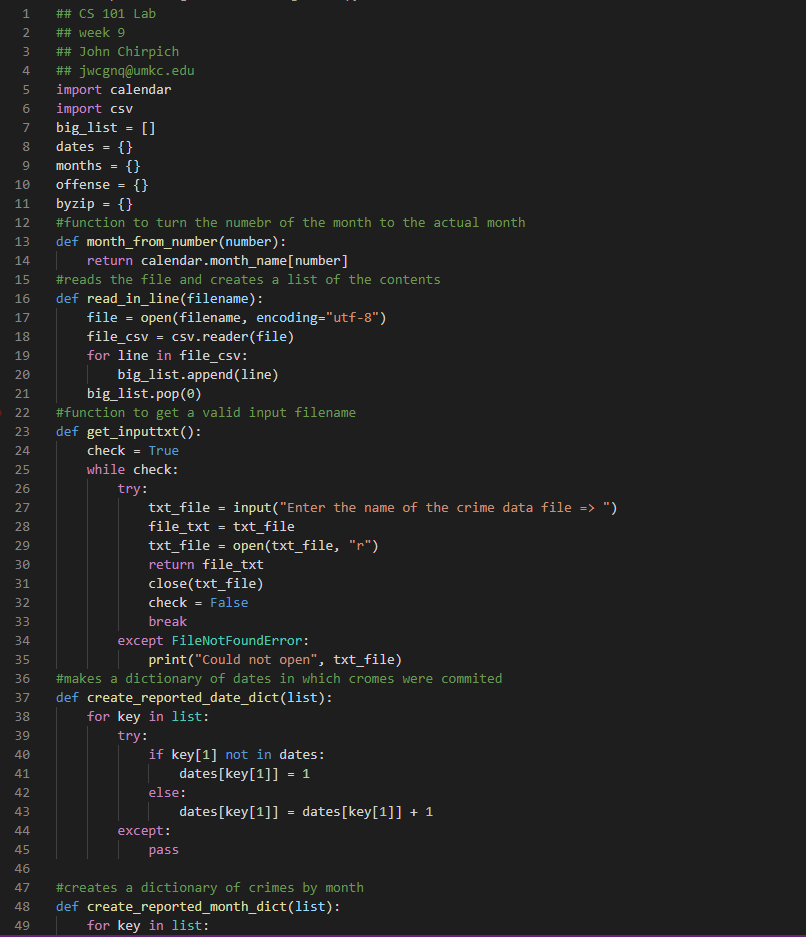 1 ## CS 101 Lab
2 ## week 9
3 ## John Chirpich
4 ## jwcgnq@umkc.edu
5 import calendar
6 import csv
7 big_list = []
8 dates = {}
9 months = {}
10 offense = {}
11 byzip = {}
12 #function to turn the numebr of the month to the actual month
13 def month_from_number(number):
14     return calendar.month_name[number]
15 #reads the file and creates a list of the contents
16 def read_in_line(filename):
17     file = open(filename, encoding="utf-8")
18     file_csv = csv.reader(file)
19     for line in file_csv:
20         big_list.append(line)
21     big_list.pop(0)
22 #function to get a valid input filename
23 def get_inputtxt():
24     check = True
25     while check:
26         try:
27             txt_file = input("Enter the name of the crime data file => ")
28             file_txt = txt_file
29             txt_file = open(txt_file, "r")
30             return file_txt
31             close(txt_file)
32             check = False
33             break
34         except FileNotFoundError:
35             print("Could not open", txt_file)
36 #makes a dictionary of dates in which cromes were commited
37 def create_reported_date_dict(list):
38     for key in list:
39         try:
40             if key[1] not in dates:
41                 dates[key[1]] = 1
42             else:
43                 dates[key[1]] = dates[key[1]] + 1
44         except:
45             pass
46
47 #creates a dictionary of crimes by month
48 def create_reported_month_dict(list):
49     for key in list: